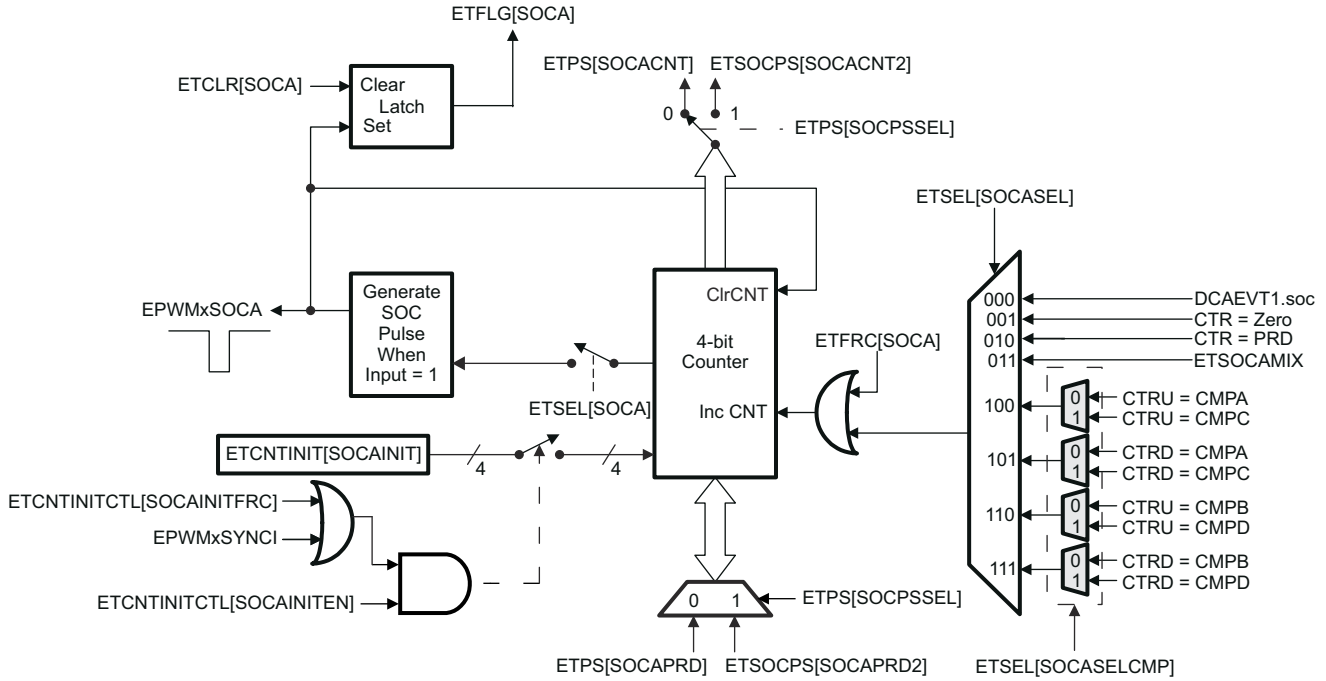 ETFLG[SOCA]
ETCLR[SOCA]
Clear
Latch
Set
ETPS[SOCACNT]
ETSOCPS[SOCACNT2]
0
1
ETPS[SOCPSSEL]
ETSEL[SOCASEL]
EPWMxSOCA
Generate
SOC
Pulse
When
Input = 1
ClrCNT
4-bit
Counter
Inc CNT
ETSEL[SOCA]
ETFRC[SOCA]
000
001
010
011
100
101
110
111
DCAEVT1.soc
CTR = Zero
CTR = PRD
ETSOCAMIX
0
1
CTRU = CMPA
CTRU = CMPC
0
1
CTRD = CMPA
CTRD = CMPC
0
1
CTRU = CMPB
CTRU = CMPD
0
1
CTRD = CMPB
CTRD = CMPD
ETSEL[SOCASELCMP]
ETCNTINIT[SOCAINIT]
4
4
ETCNTINITCTL[SOCAINITFRC]
EPWMxSYNCI
ETCNTINITCTL[SOCAINITEN]
0 1
ETPS[SOCPSSEL]
ETPS[SOCAPRD]
ETSOCPS[SOCAPRD2]